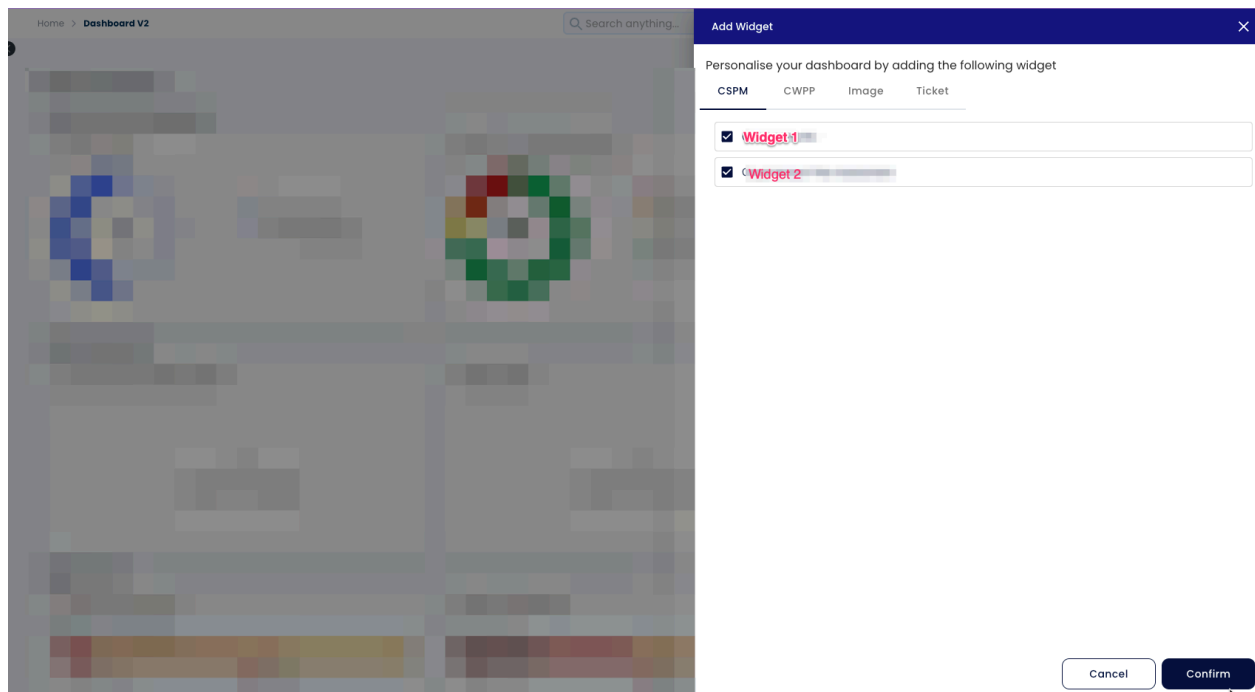 Home > Dashboard V2
Search anything...
Add Widget
Personalise your dashboard by adding the following widget
CSPM CWPP Image Ticket
Widget 1
Widget 2
Cancel Confirm